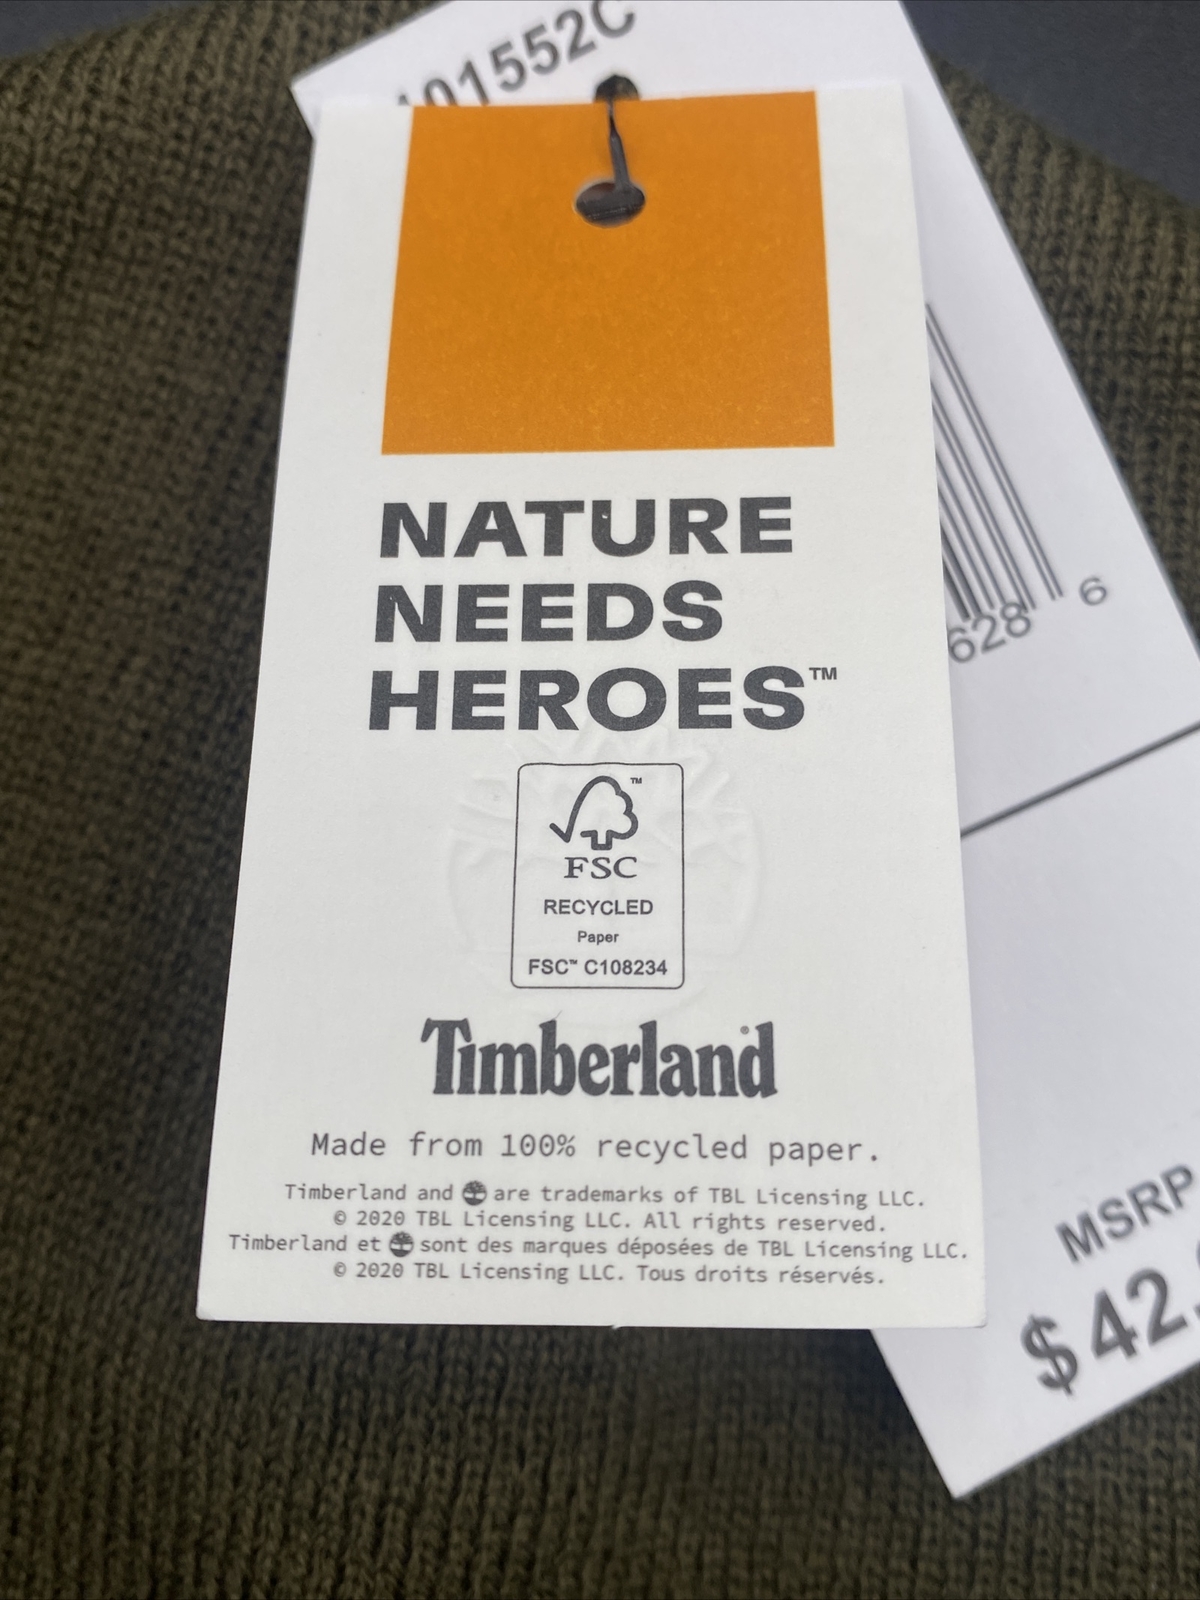 101552C
NATURE
NEEDS
HEROES™
FSC™
RECYCLED
Paper
FSC™ C108234
Timberland®
Made from 100% recycled paper.
Timberland and are trademarks of TBL Licensing LLC.
© 2020 TBL Licensing LLC. All rights reserved.
Timberland et sont des marques déposées de TBL Licensing LLC.
© 2020 TBL Licensing LLC. Tous droits réservés.
628 6
MSRP
$42.